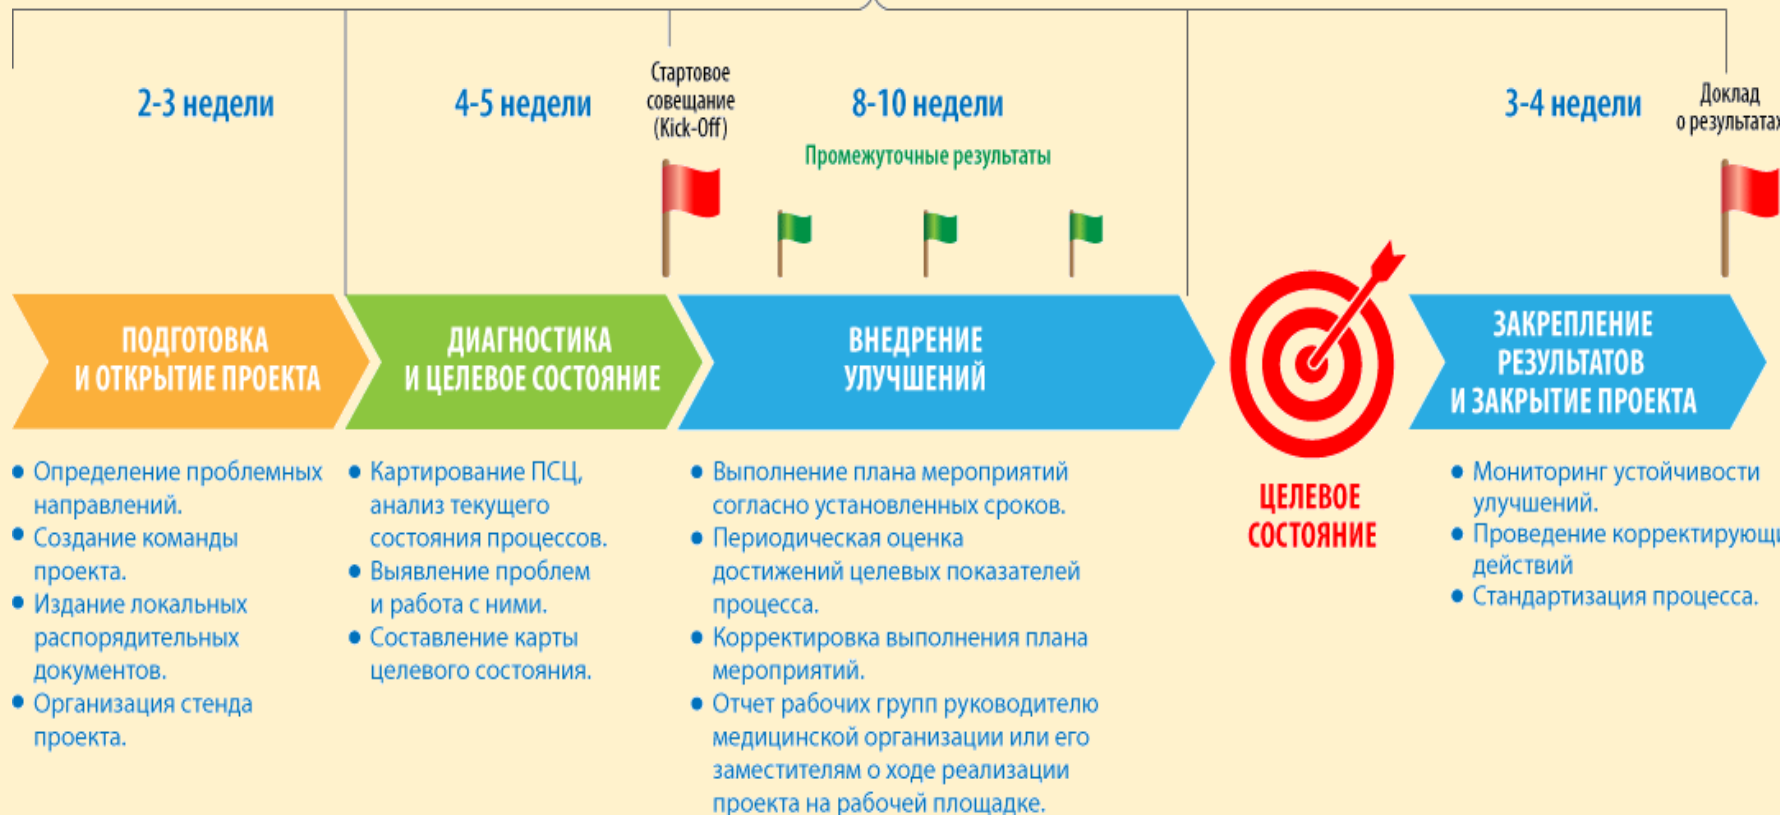 2-3 недели
4-5 недели
Стартовое
совещание
(Kick-Off)
8-10 недели
Промежуточные результаты
3-4 недели
Доклад
о результатах
ПОДГОТОВКА
И ОТКРЫТИЕ ПРОЕКТА
ДИАГНОСТИКА
И ЦЕЛЕВОЕ СОСТОЯНИЕ
ВНЕДРЕНИЕ
УЛУЧШЕНИЙ
ЗАКРЕПЛЕНИЕ
РЕЗУЛЬТАТОВ
И ЗАКРЫТИЕ ПРОЕКТА
• Определение проблемных
направлений.
• Создание команды
проекта.
• Издание локальных
распорядительных
документов.
• Организация стенда
проекта.
• Картирование ПСЦ,
анализ текущего
состояния процессов.
• Выявление проблем
и работа с ними.
• Составление карты
целевого состояния.
• Выполнение плана мероприятий
согласно установленных сроков.
• Периодическая оценка
достижений целевых показателей
процесса.
• Корректировка выполнения плана
мероприятий.
• Отчет рабочих групп руководителю
медицинской организации или его
заместителям о ходе реализации
проекта на рабочей площадке.
ЦЕЛЕВОЕ
СОСТОЯНИЕ
• Мониторинг устойчивости
улучшений.
• Проведение корректирующи
действий
• Стандартизация процесса.